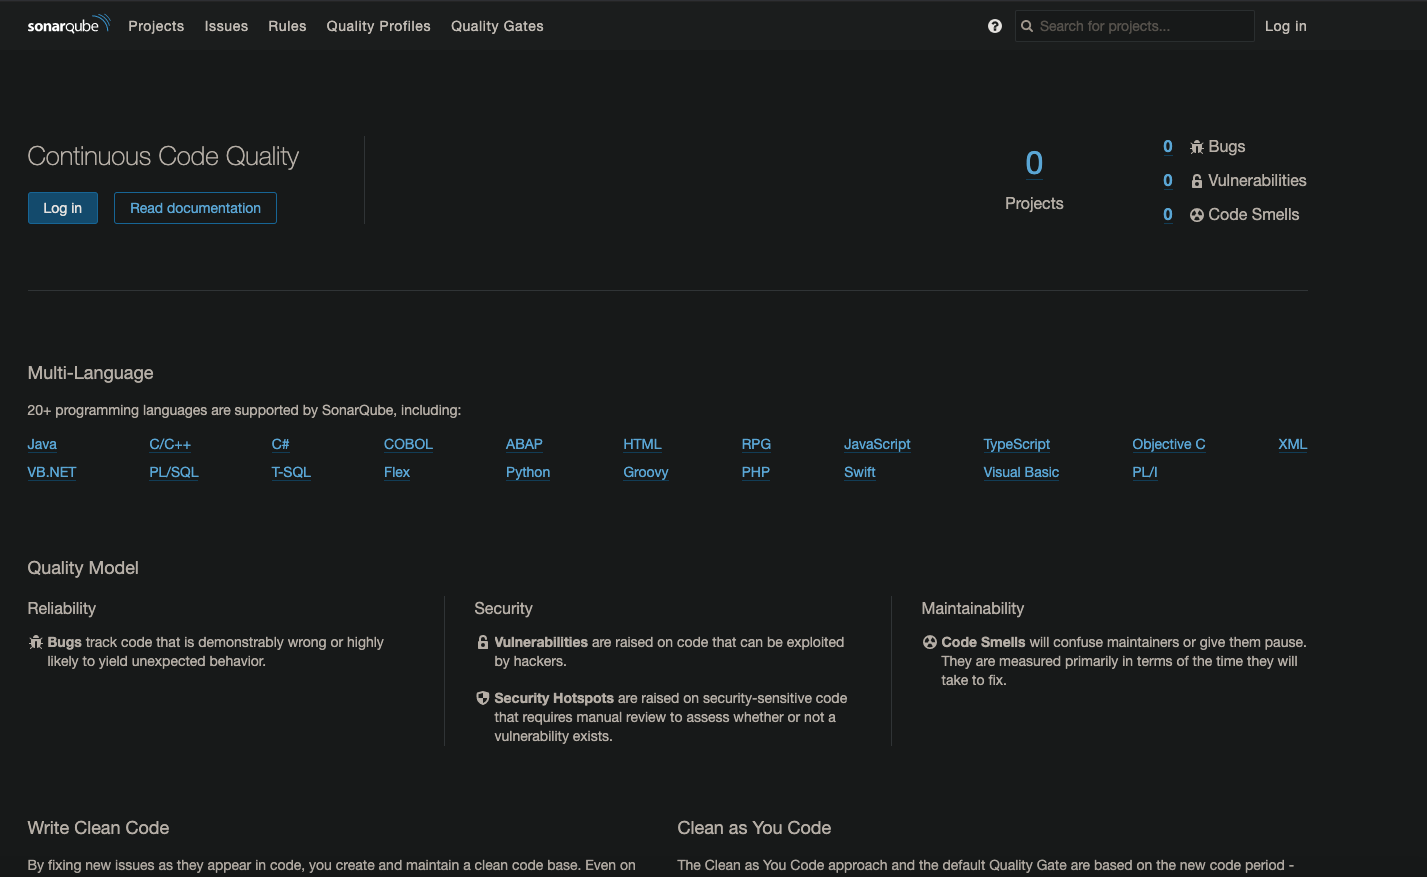 sonarqube Projects Issues Rules Quality Profiles Quality Gates ? Search for projects... Log in
Continuous Code Quality
Log in Read documentation
0
Projects
0 Bugs
0 Vulnerabilities
0 Code Smells
Multi-Language
20+ programming languages are supported by SonarQube, including:
Java C/C++ C# COBOL ABAP HTML RPG JavaScript TypeScript Objective C XML
VB.NET PL/SQL T-SQL Flex Python Groovy PHP Swift Visual Basic PL/I
Quality Model
Reliability
Bugs track code that is demonstrably wrong or highly
likely to yield unexpected behavior.
Security
Vulnerabilities are raised on code that can be exploited
by hackers.
Security Hotspots are raised on security-sensitive code
that requires manual review to assess whether or not a
vulnerability exists.
Maintainability
Code Smells will confuse maintainers or give them pause.
They are measured primarily in terms of the time they will
take to fix.
Write Clean Code
By fixing new issues as they appear in code, you create and maintain a clean code base. Even on
Clean as You Code
The Clean as You Code approach and the default Quality Gate are based on the new code period -